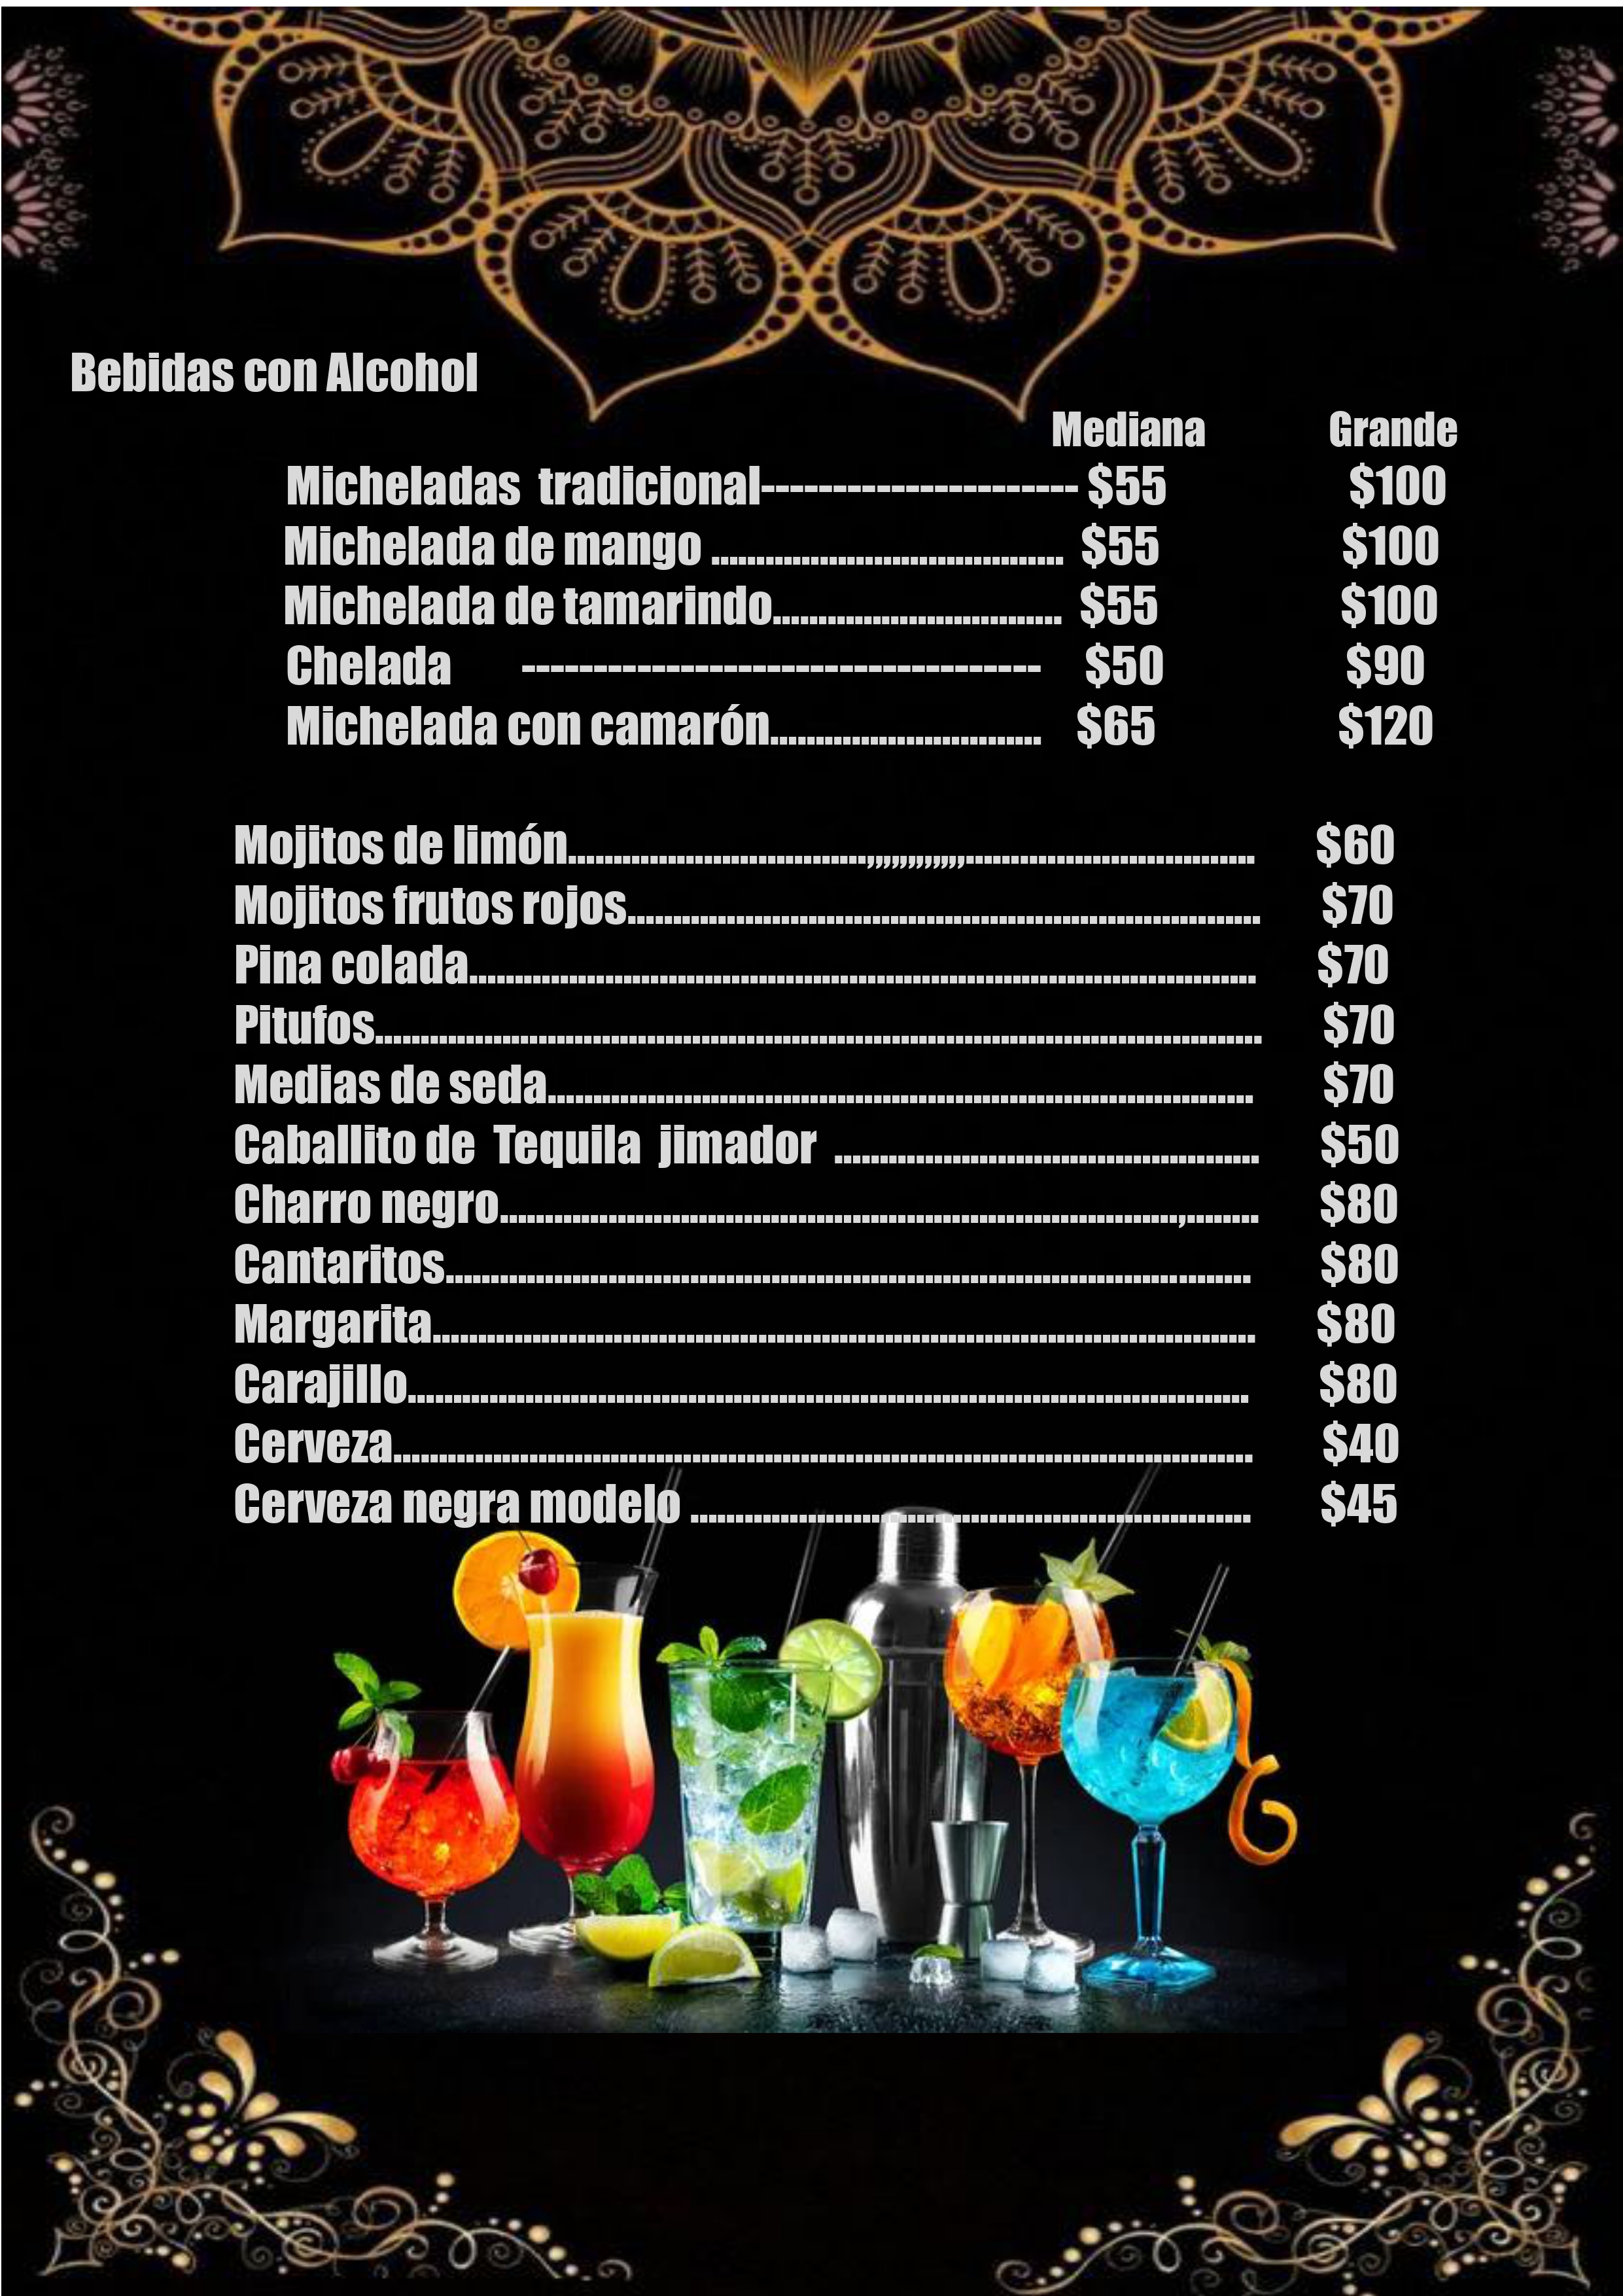 Bebidas con Alcohol
Mediana Grande
Micheladas tradicional---------------------- $55 $100
Michelada de mango ....................................... $55 $100
Michelada de tamarindo................................ $55 $100
Chelada ------------------------------------ $50 $90
Michelada con camarón.............................. $65 $120
Mojitos de limón.................................,,,,,,,,,,,,................................ $60
Mojitos frutos rojos...................................................................... $70
Pina colada....................................................................................... $70
Pitufos.................................................................................................. $70
Medias de seda.............................................................................. $70
Caballito de Tequila jimador ............................................... $50
Charro negro...........................................................................,........ $80
Cantaritos......................................................................................... $80
Margarita........................................................................................... $80
Carajillo............................................................................................. $80
Cerveza............................................................................................... $40
Cerveza negra modelo .............................................................. $45